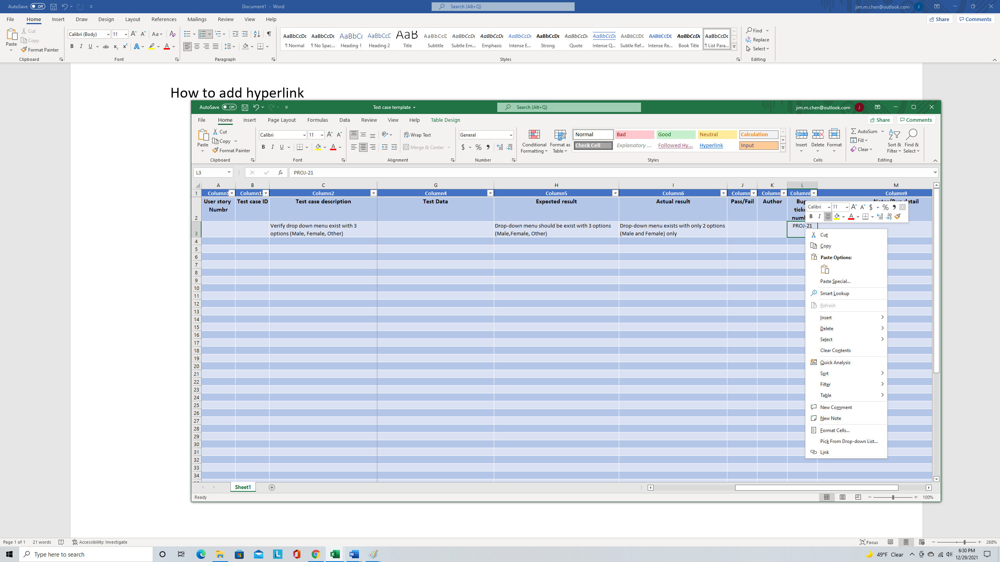 AutoSave Off Document1 - Word Search (Alt+Q) jim.m.chen@outlook.com J
File Home Insert Draw Design Layout References Mailings Review View Help Share Comments
Paste Cut Copy Format Painter
Calibri (Body) 11 Aa
B I U ab x₂ x² A A
AaBbCcDc AaBbCcDc AaBbCc AaBbCcC AaB AaBbCcC AaBbCcDc AaBbCcDc AaBbCcDc AaBbCcDc AaBbCcDc AaBbCcDc AaBbCcDc AaBbCcDc AaBbCcDc AaBbCcDc
¶ Normal ¶ No Spac... Heading 1 Heading 2 Title Subtitle Subtle Em... Emphasis Intense E... Strong Quote Intense Q... Subtle Ref... Intense Re... Book Title ¶ List Para...
Find
Replace
Select
Clipboard Font Paragraph Styles Editing
How to add hyperlink
AutoSave Off Test case template Search (Alt+Q) jim.m.chen@outlook.com J
File Home Insert Page Layout Formulas Data Review View Help Table Design Share Comments
Paste Cut Copy Format Painter
Calibri 11
B I U A
Wrap Text
Merge & Center
General
$ %
Conditional Formatting
Format as Table
Normal Bad Good Neutral Calculation
Check Cell Explanatory ... Followed Hy... Hyperlink Input
Insert Delete Format
AutoSum
Fill
Clear
Sort & Filter
Find & Select
Clipboard Font Alignment Number Styles Cells Editing
L3 fx PROJ-21
A B C G H I J K L M
1 Column1 Column1 Column2 Column4 Column5 Column6 Column Column Column8 Column9
2 User story Numbr Test case ID Test case description Test Data Expected result Actual result Pass/Fail Author Bug
3 Verify drop down menu exist with 3 options (Male, Female, Other) Drop-down menu should be exist with 3 options (Male,Female, Other) Drop-down menu exists with only 2 options (Male and Female) only PROJ-21
4
5
6
7
8
9
10
11
12
13
14
15
16
17
18
19
20
21
22
23
24
25
26
27
28
29
30
31
32
33
34
Calibri 11 A A $ %
B I A
Cut
Copy
Paste Options:
Paste Special...
Smart Lookup
Refresh
Insert
Delete
Select
Clear Contents
Quick Analysis
Sort
Filter
Table
New Comment
New Note
Format Cells...
Pick From Drop-down List...
Link
Sheet1
Ready 100%
Page 1 of 1 21 words Accessibility: Investigate Focus 268%
Type here to search 49°F Clear 6:30 PM
12/29/2021